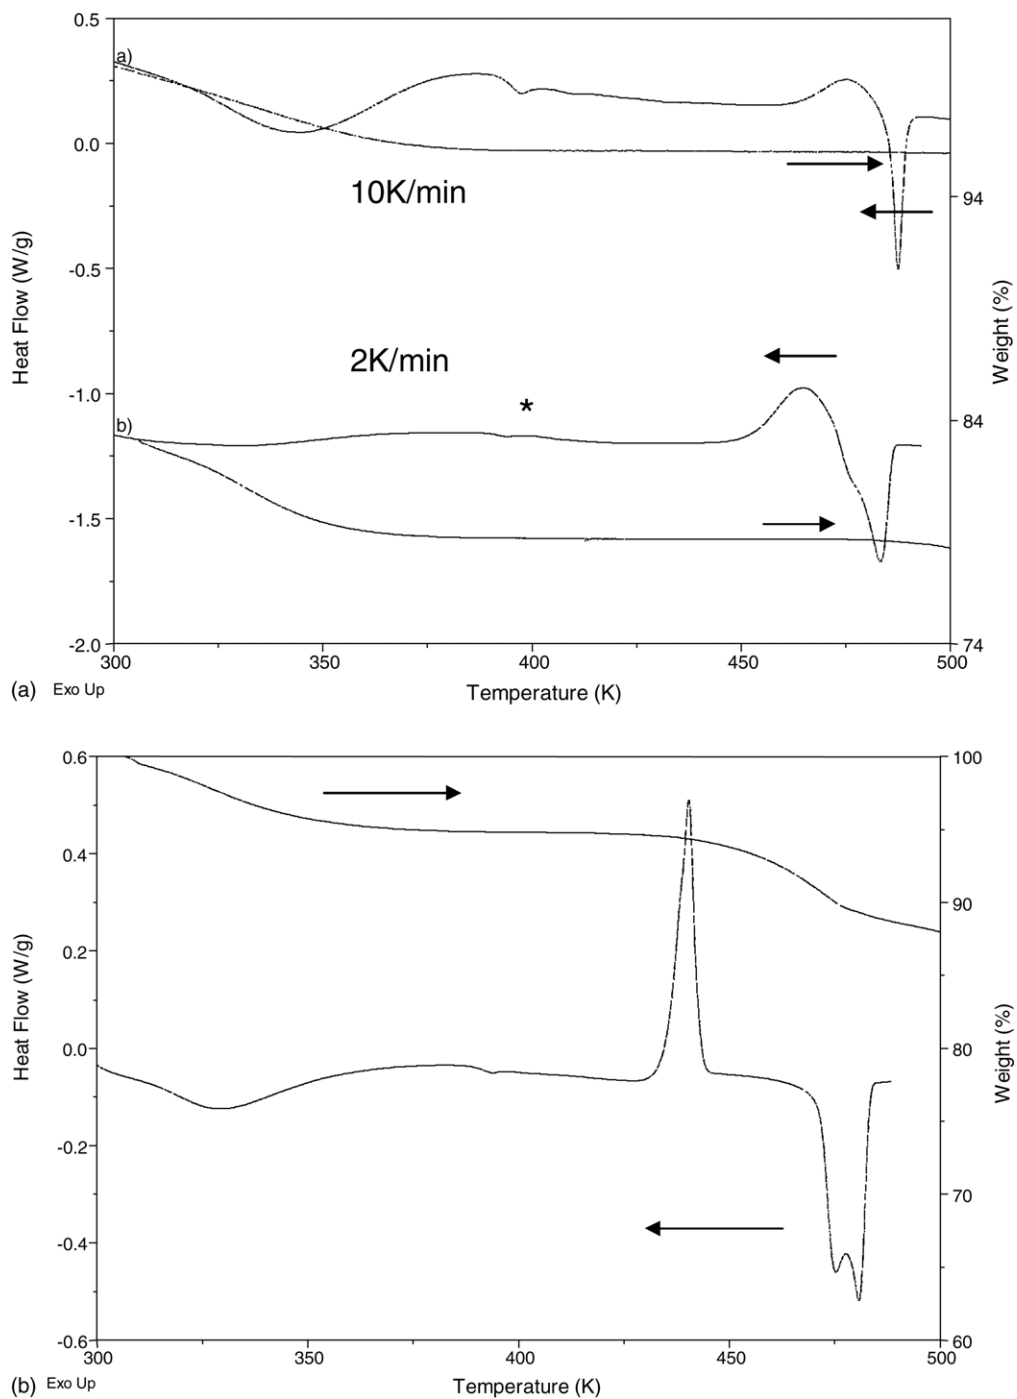 0.5
a)
0.0
10K/min
94
-0.5
Heat Flow (W/g)
Weight (%)
2K/min
-1.0
*
84
b)
-1.5
-2.0
74
300
350
400
450
500
(a) Exo Up
Temperature (K)
0.6
100
0.4
90
0.2
Heat Flow (W/g)
Weight (%)
0.0
80
-0.2
70
-0.4
-0.6
60
300
350
400
450
500
(b) Exo Up
Temperature (K)